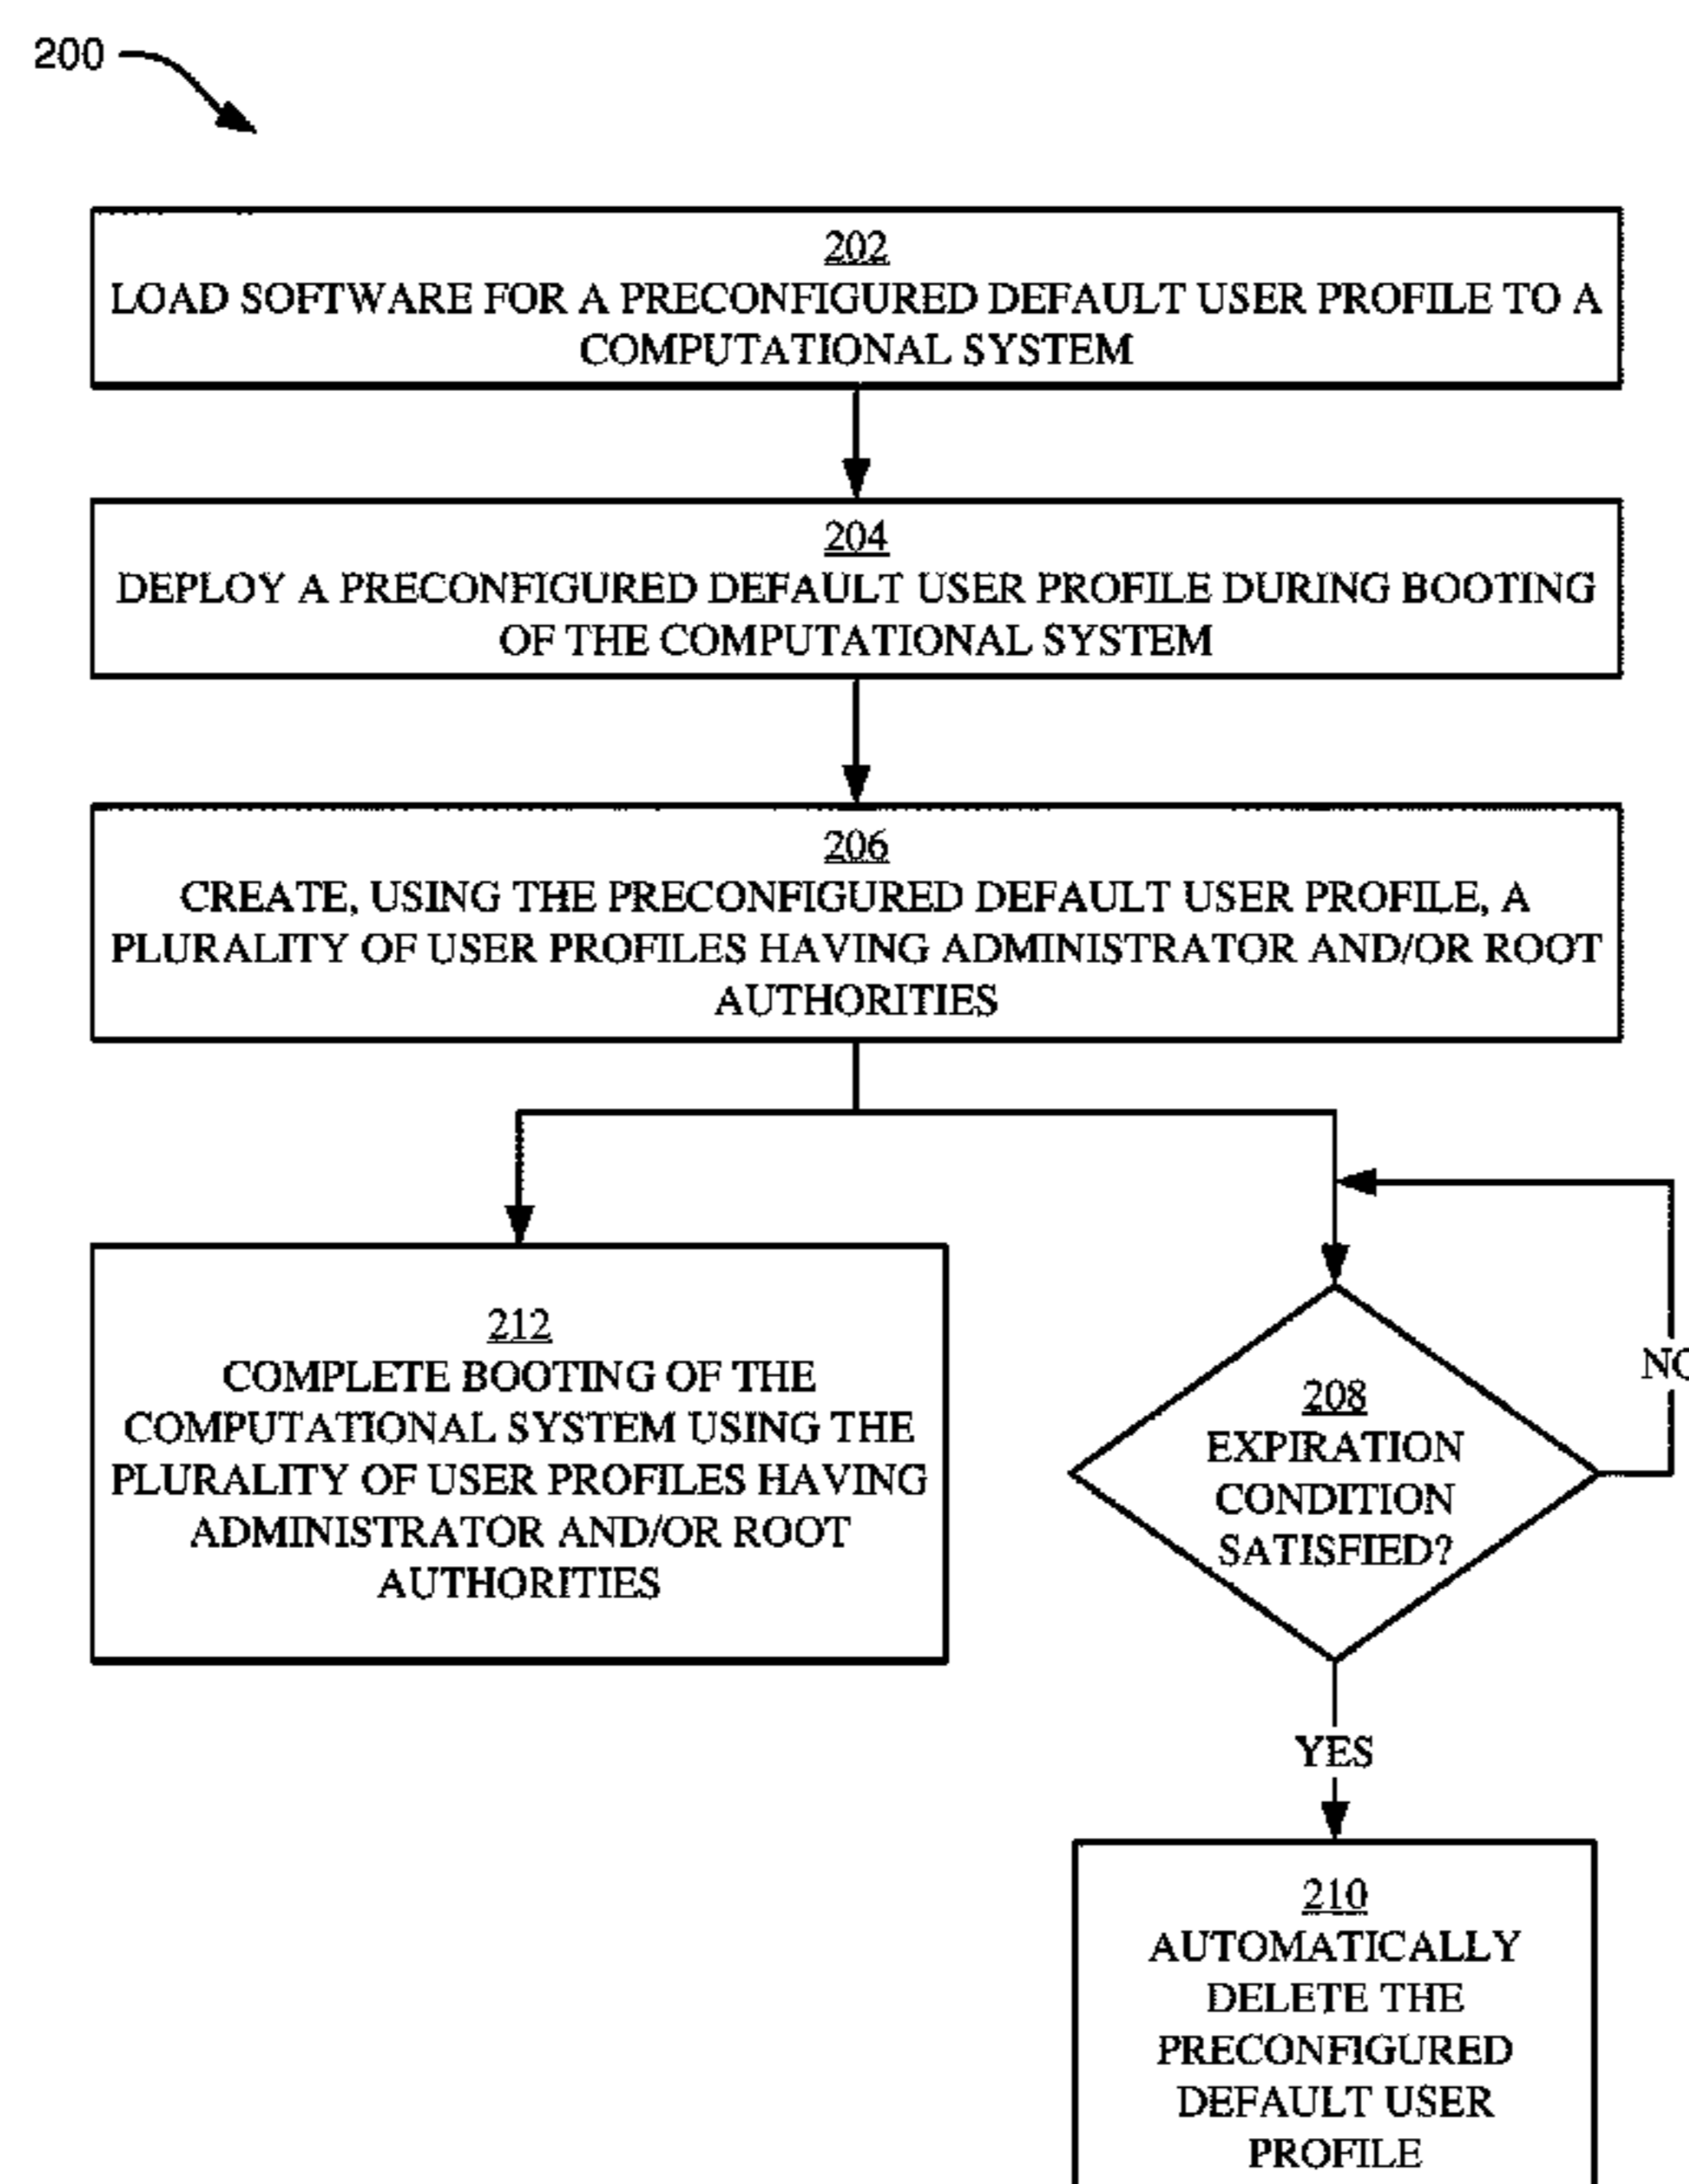 200
202
LOAD SOFTWARE FOR A PRECONFIGURED DEFAULT USER PROFILE TO A
COMPUTATIONAL SYSTEM
204
DEPLOY A PRECONFIGURED DEFAULT USER PROFILE DURING BOOTING
OF THE COMPUTATIONAL SYSTEM
206
CREATE, USING THE PRECONFIGURED DEFAULT USER PROFILE, A
PLURALITY OF USER PROFILES HAVING ADMINISTRATOR AND/OR ROOT
AUTHORITIES
212
COMPLETE BOOTING OF THE
COMPUTATIONAL SYSTEM USING THE
PLURALITY OF USER PROFILES HAVING
ADMINISTRATOR AND/OR ROOT
AUTHORITIES
208
EXPIRATION
CONDITION
SATISFIED?
NO
YES
210
AUTOMATICALLY
DELETE THE
PRECONFIGURED
DEFAULT USER
PROFILE